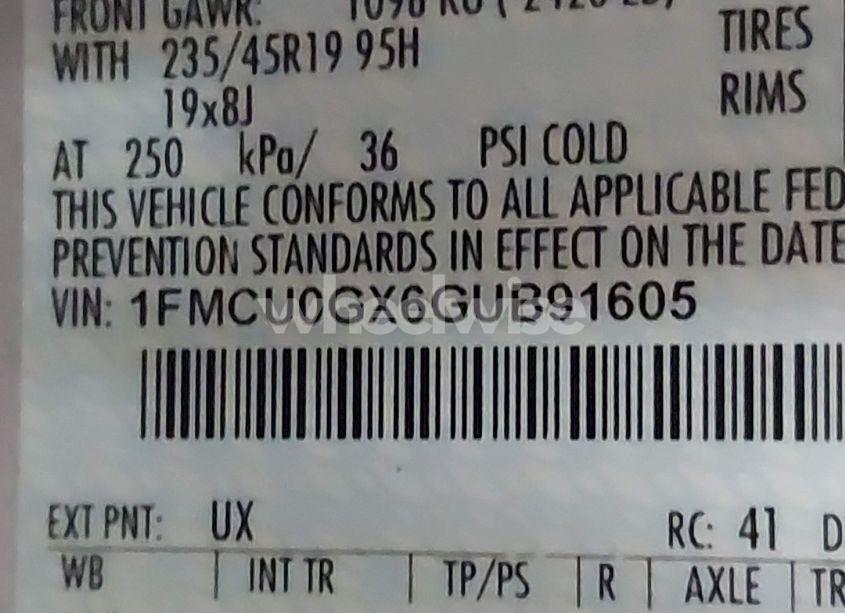 FRONT GAWR:
WITH 235/45R19 95H TIRES
19x8J RIMS
AT 250 kPa/ 36 PSI COLD
THIS VEHICLE CONFORMS TO ALL APPLICABLE FED
PREVENTION STANDARDS IN EFFECT ON THE DATE
VIN: 1FMCU0GX6GUB91605
wheelwise
EXT PNT: UX RC: 41 D
WB INT TR TP/PS R AXLE TR